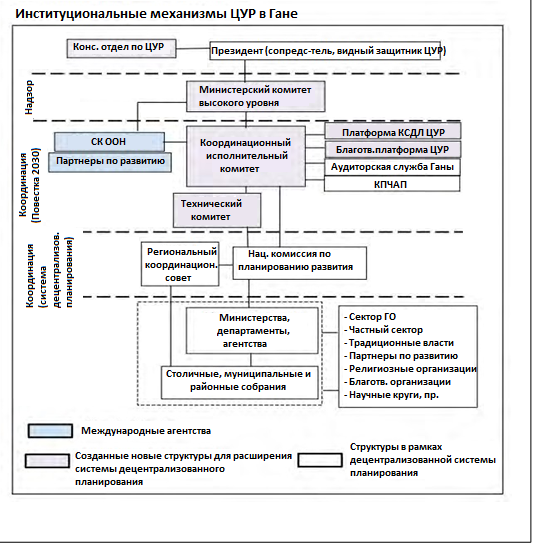 Институциональные механизмы ЦУР в Гане
Конс. отдел по ЦУР
Президент (сопредс-тель, видный защитник ЦУР)
Надзор
Министерский комитет
высокого уровня
Координация
(Повестка 2030)
СК ООН
Партнеры по развитию
Координационный
исполнительный
комитет
Платформа КСДЛ ЦУР
Благотв.платформа ЦУР
Аудиторская служба Ганы
КПЧАП
Технический
комитет
Координация
(система
децентрализов.
планирования)
Региональный
координацион.
совет
Нац. комиссия по
планированию развития
Министерства,
департаменты,
агентства
Столичные, муниципальные и
районные собрания
- Сектор ГО
- Частный сектор
- Традиционные власти
- Партнеры по развитию
- Религиозные организации
- Благотв. организации
- Научные круги, пр.
Международные агентства
Созданные новые структуры для расширения
системы децентрализованного
планирования
Структуры в рамках
децентрализованной системы
планирования